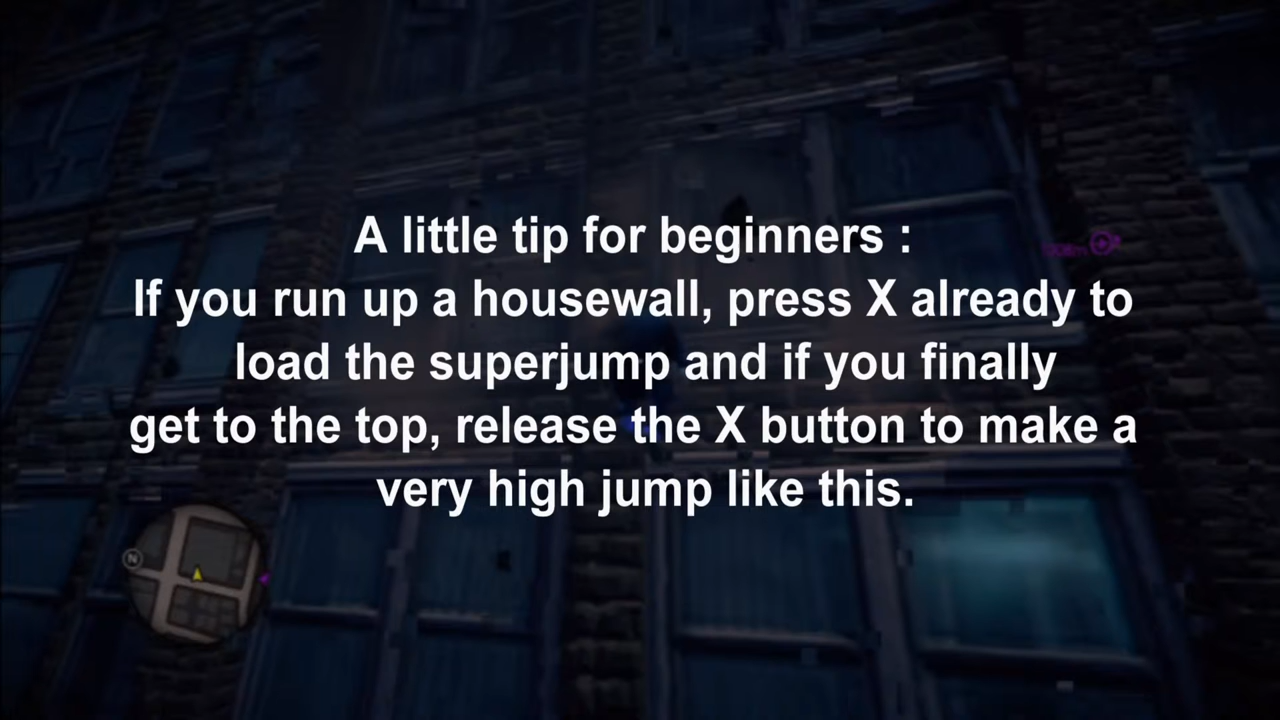 A little tip for beginners :
If you run up a housewall, press X already to
load the superjump and if you finally
get to the top, release the X button to make a
very high jump like this.
N